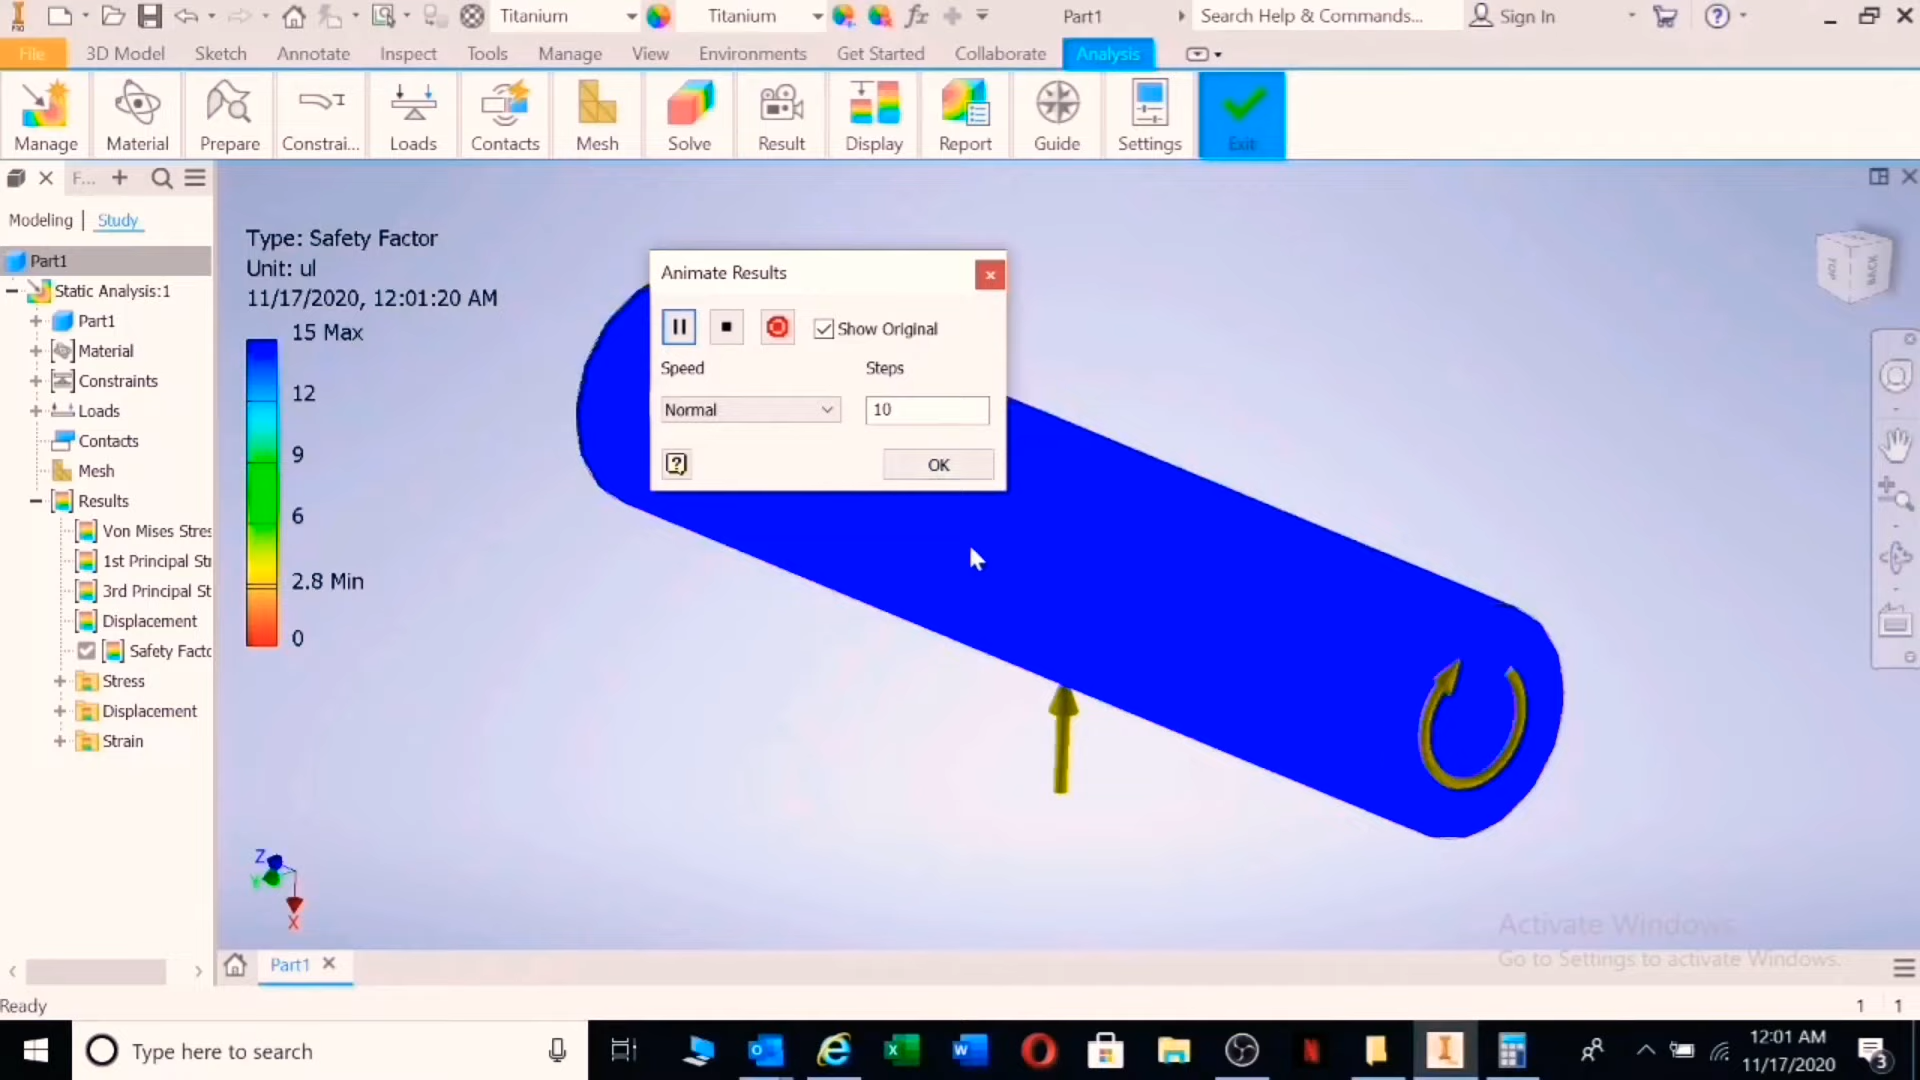 PRO
Titanium
Titanium
fx
Part1
Search Help & Commands...
Sign In
File
3D Model
Sketch
Annotate
Inspect
Tools
Manage
View
Environments
Get Started
Collaborate
Analysis
Manage
Material
Prepare
Constrai...
Loads
Contacts
Mesh
Solve
Result
Display
Report
Guide
Settings
Exit
F...
Modeling | Study
Part1
Static Analysis:1
Part1
Material
Constraints
Loads
Contacts
Mesh
Results
Von Mises Stres
1st Principal Str
3rd Principal St
Displacement
Safety Facto
Stress
Displacement
Strain
Type: Safety Factor
Unit: ul
11/17/2020, 12:01:20 AM
15 Max
12
9
6
2.8 Min
0
Animate Results
Show Original
Speed
Steps
Normal
10
OK
TOP
BACK
Z
Y
X
Activate Windows
Go to Settings to activate Windows.
Part1
Ready
1 1
Type here to search
12:01 AM
11/17/2020
3